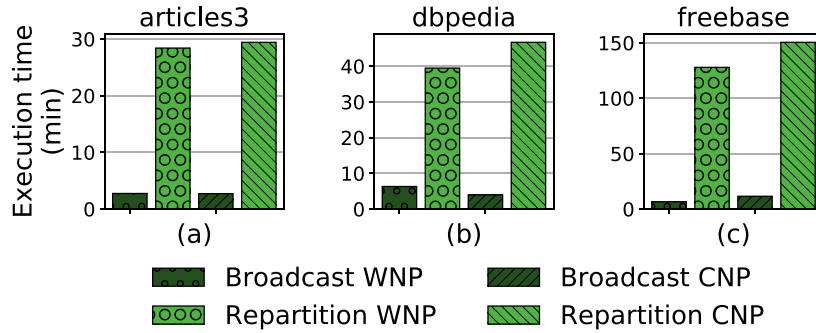 articles3 dbpedia freebase
Execution time
(min)
30
20
10
0
(a)
40
30
20
10
0
(b)
150
100
50
0
(c)
Broadcast WNP
Broadcast CNP
Repartition WNP
Repartition CNP